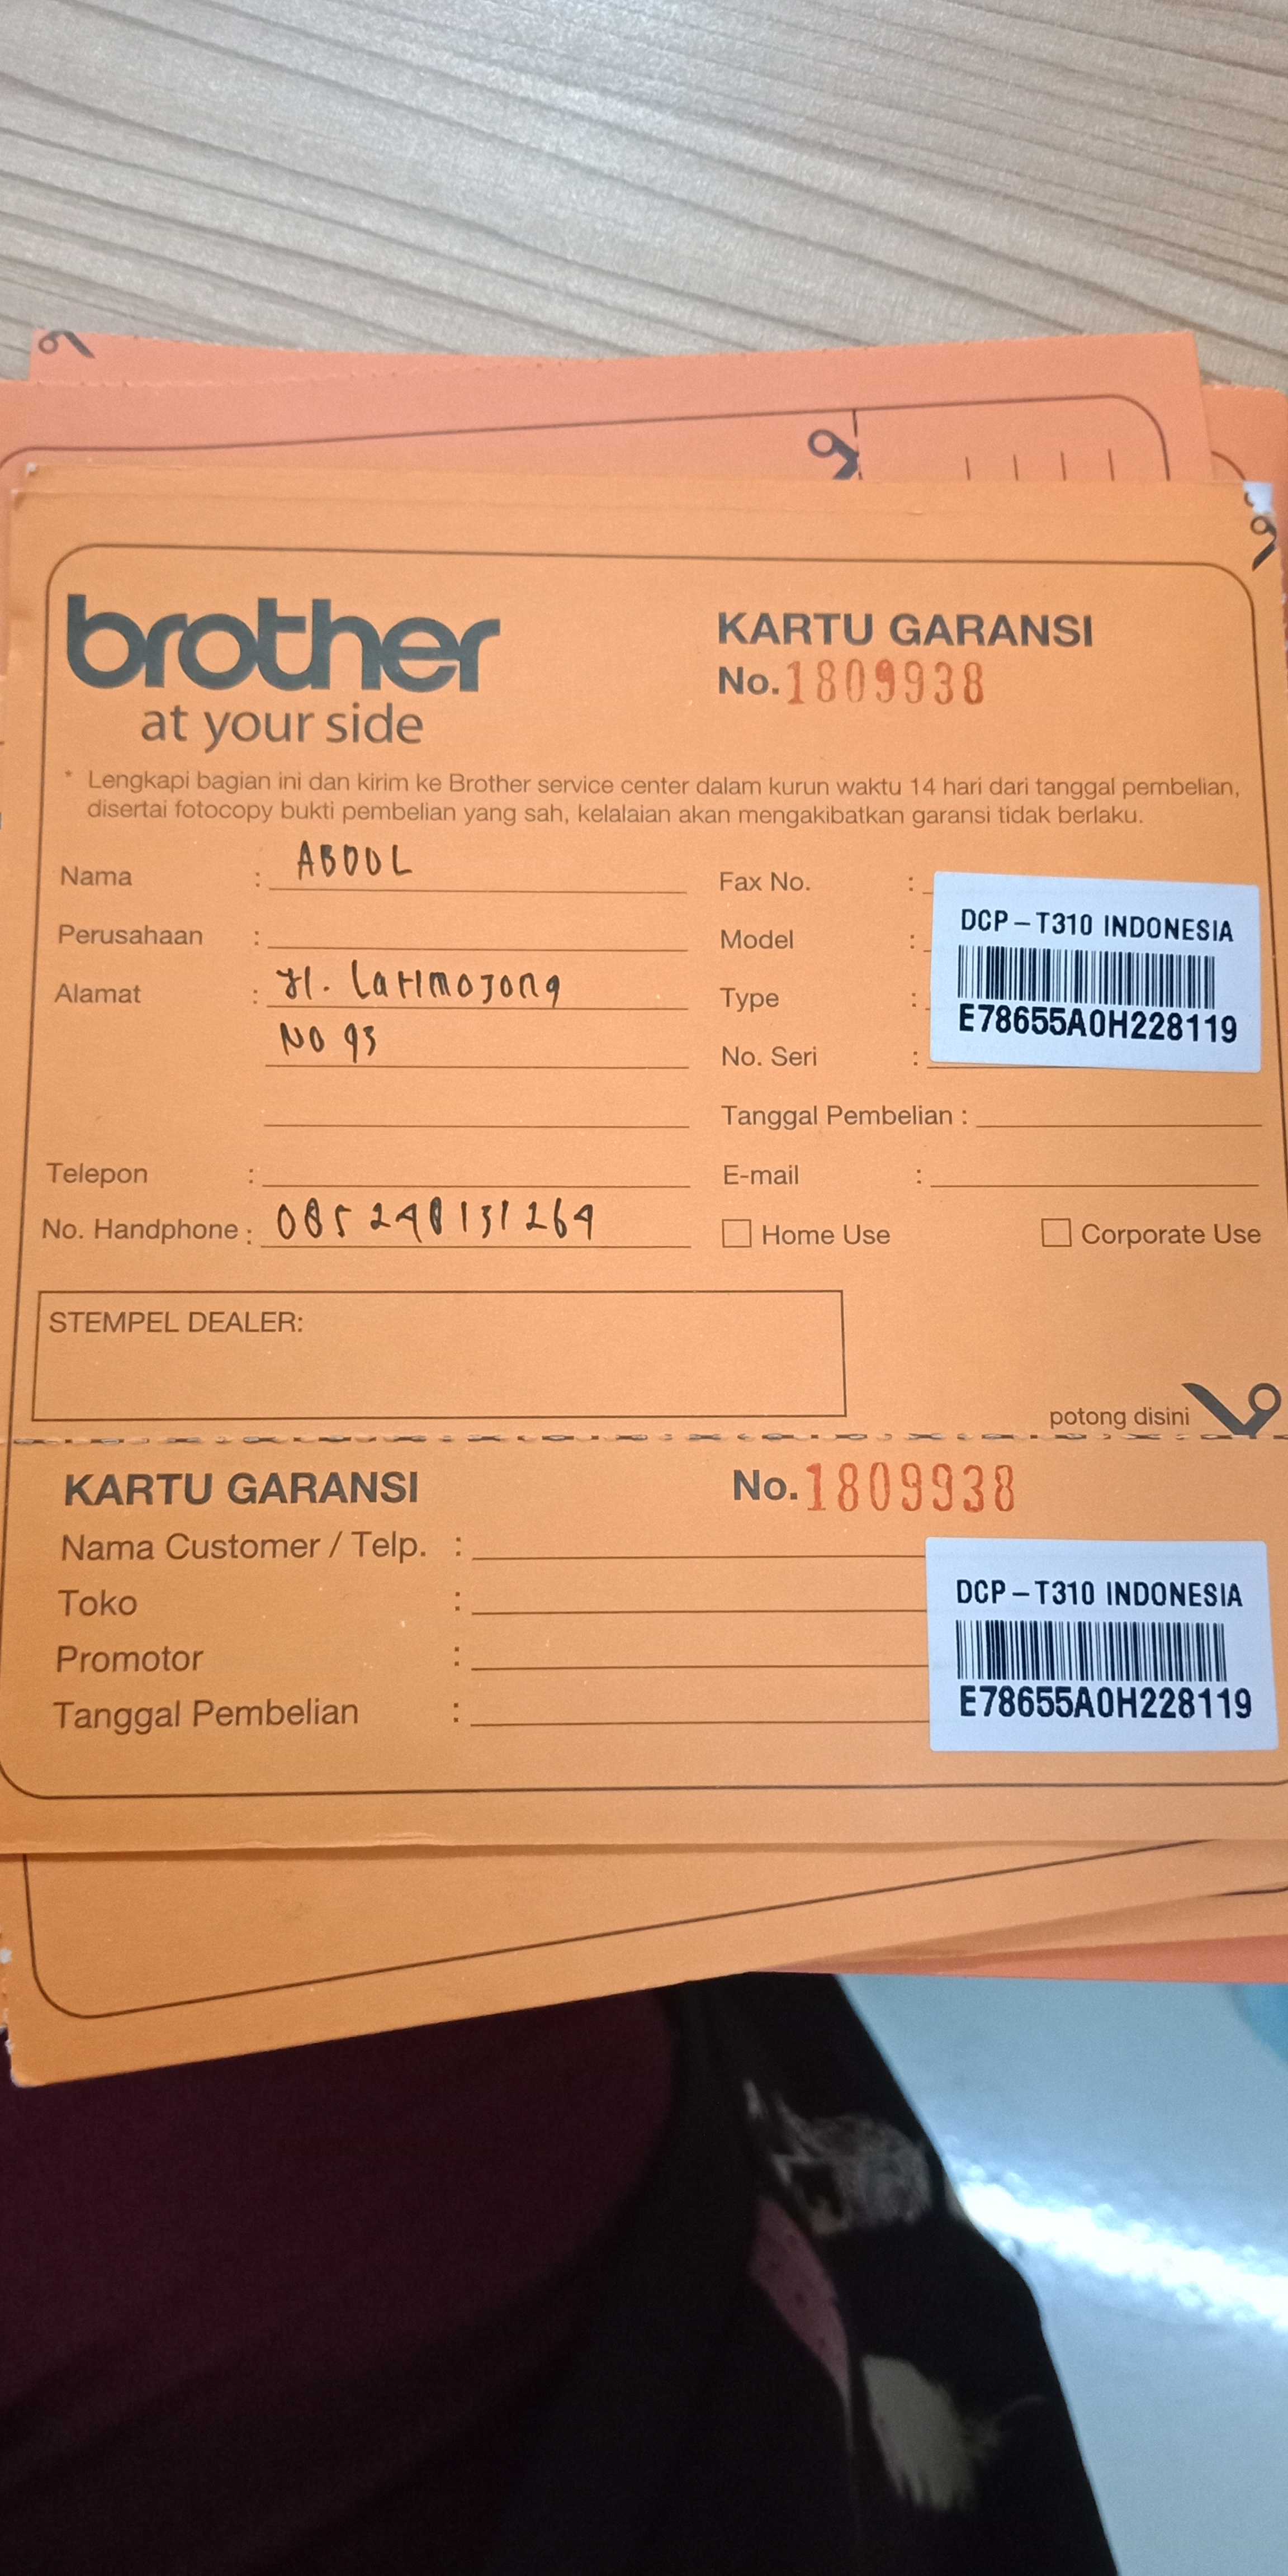 brother
at your side
KARTU GARANSI
No. 1809938
* Lengkapi bagian ini dan kirim ke Brother service center dalam kurun waktu 14 hari dari tanggal pembelian,
disertai fotocopy bukti pembelian yang sah, kelalaian akan mengakibatkan garansi tidak berlaku.
Nama : ABDUL
Perusahaan :
Alamat : Jl. Latimojong
No 93
Telepon :
No. Handphone : 085248131264
Fax No. :
Model :
Type :
No. Seri :
DCP-T310 INDONESIA
E78655A0H228119
Tanggal Pembelian :
E-mail :
Home Use
Corporate Use
STEMPEL DEALER:
potong disini
KARTU GARANSI
No. 1809938
Nama Customer / Telp. :
Toko :
Promotor :
Tanggal Pembelian :
DCP-T310 INDONESIA
E78655A0H228119